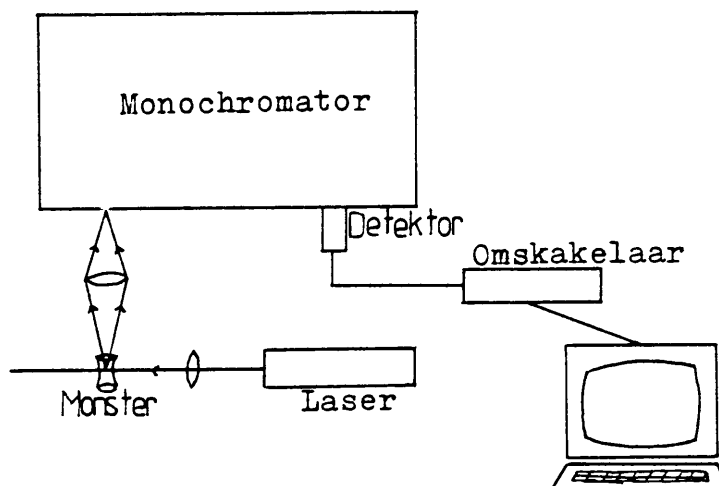 Monochromator
Detektor
Omskakelaar
Monster
Laser